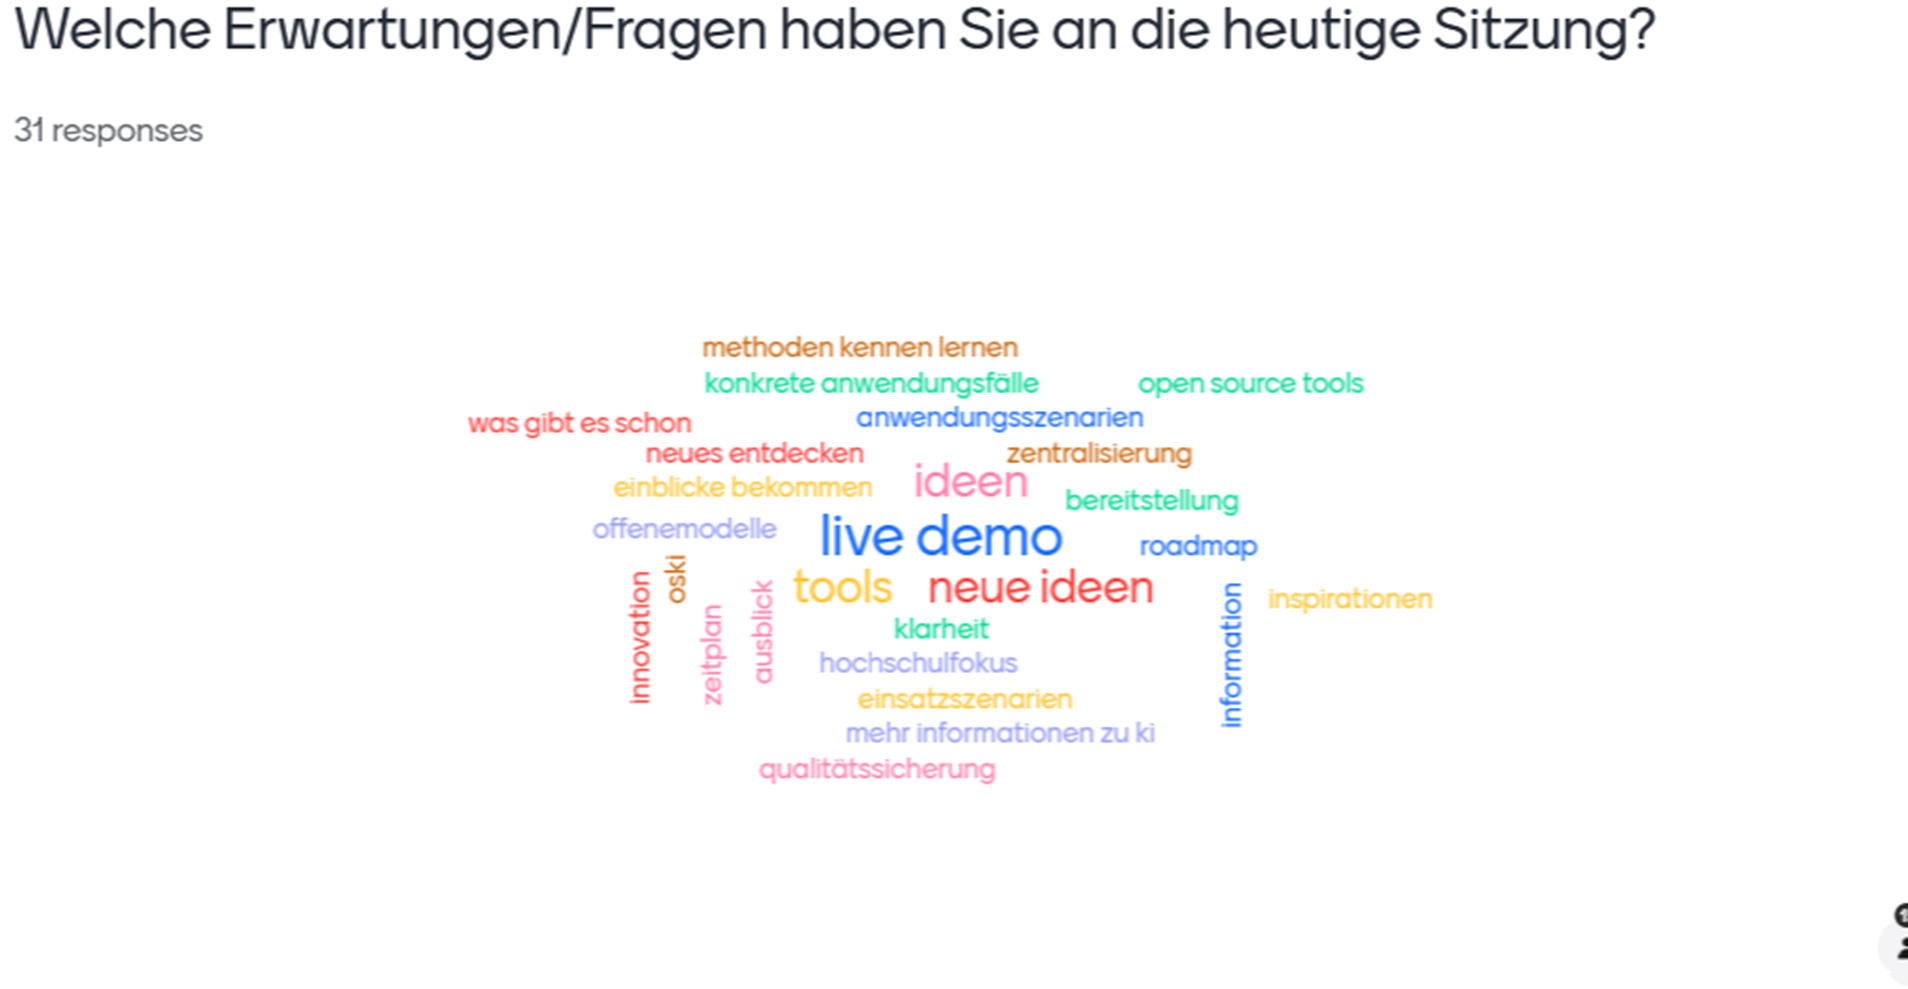 Welche Erwartungen/Fragen haben Sie an die heutige Sitzung?
31 responses
methoden kennen lernen
konkrete anwendungsfälle
open source tools
was gibt es schon
anwendungsszenarien
neues entdecken
zentralisierung
einblicke bekommen
ideen
bereitstellung
offenemodelle
live demo
roadmap
innovation
oski
zeitplan
ausblick
tools
neue ideen
information
inspirationen
klarheit
hochschulfokus
einsatzszenarien
mehr informationen zu ki
qualitätssicherung